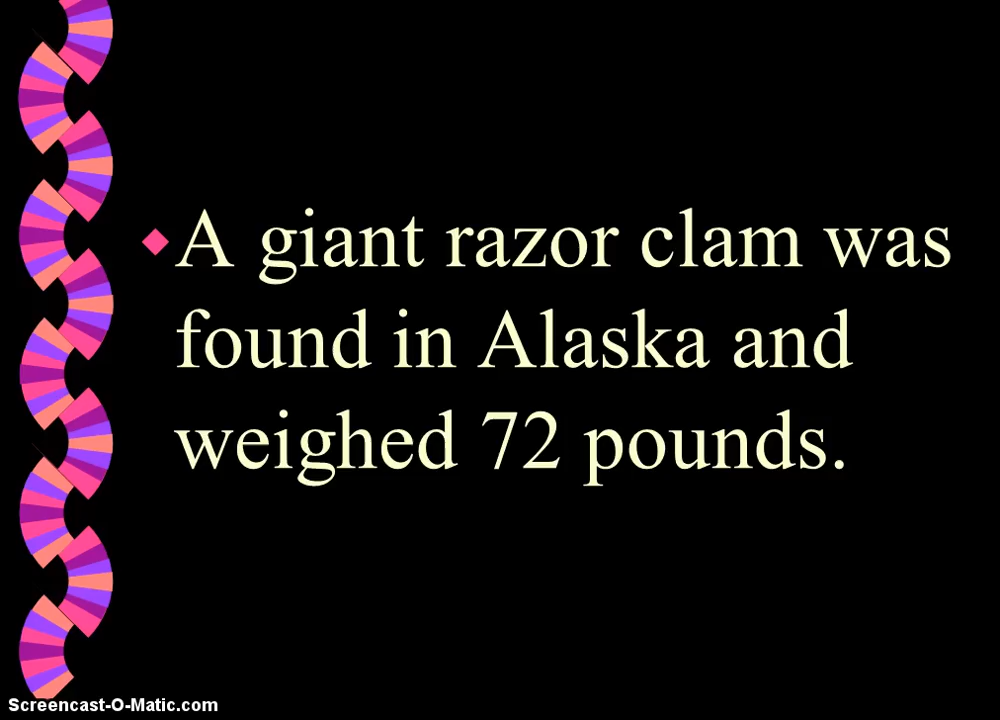 A giant razor clam was
found in Alaska and
weighed 72 pounds.
Screencast-O-Matic.com